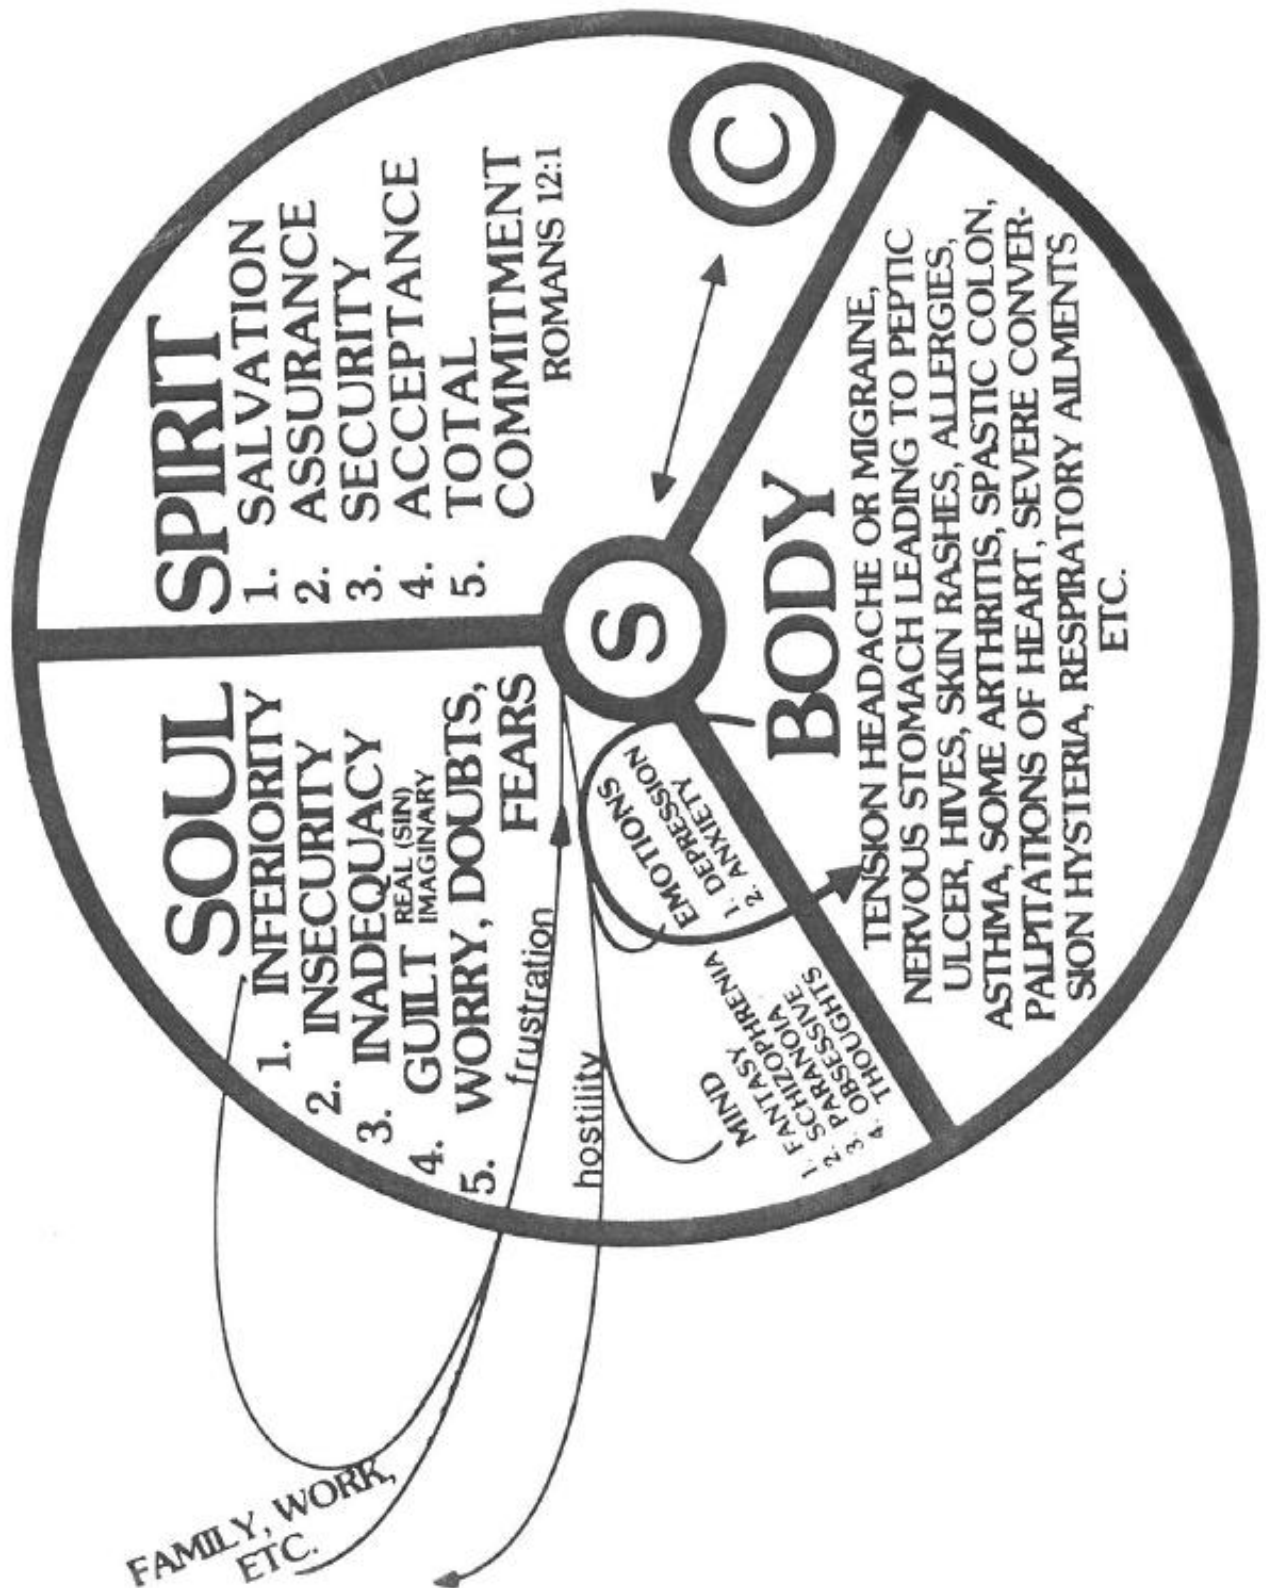 SOUL
1. INFERIORITY
2. INSECURITY
3. INADEQUACY
4. GUILT REAL (SIN)
IMAGINARY
5. WORRY, DOUBTS,
FEARS
SPIRIT
1. SALVATION
2. ASSURANCE
3. SECURITY
4. ACCEPTANCE
5. TOTAL
COMMITMENT
ROMANS 12:1
FAMILY, WORK,
ETC.
frustration
hostility
S
C
MIND
1. FANTASY
2. SCHIZOPHRENIA
3. PARANOIA
4. OBSESSIVE
THOUGHTS
EMOTIONS
1. DEPRESSSION
2. ANXIETY
BODY
TENSION HEADACHE OR MIGRAINE,
NERVOUS STOMACH LEADING TO PEPTIC
ULCER, HIVES, SKIN RASHES, ALLERGIES,
ASTHMA, SOME ARTHRITIS, SPASTIC COLON,
PALPITATIONS OF HEART, SEVERE CONVER-
SION HYSTERIA, RESPIRATORY AILMENTS
ETC.